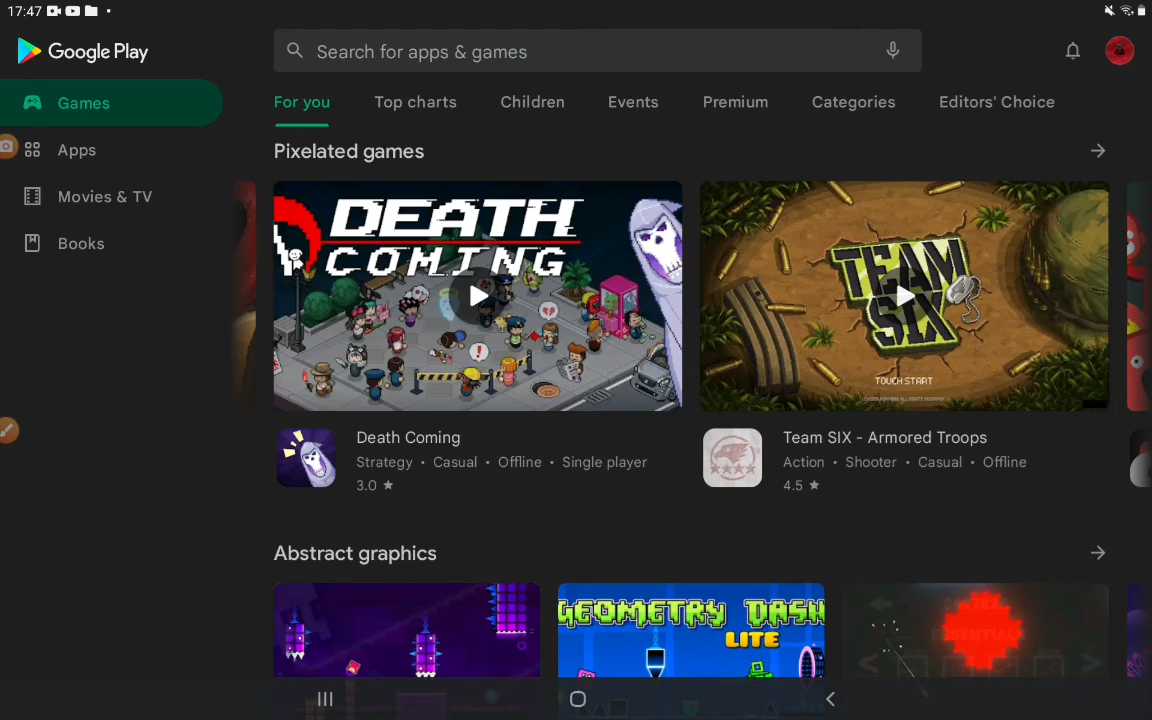 17:47
Google Play
Search for apps & games
Games
Apps
Movies & TV
Books
For you
Top charts
Children
Events
Premium
Categories
Editors' Choice
Pixelated games
DEATH
COMING
TEAM
SIX
TOUCH START
Death Coming
Strategy • Casual • Offline • Single player
3.0 ★
Team SIX - Armored Troops
Action • Shooter • Casual • Offline
4.5 ★
Abstract graphics
GEOMETRY DASH
LITE